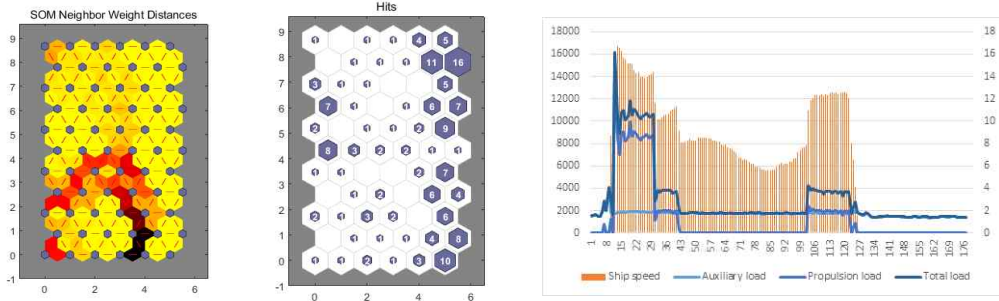 SOM Neighbor Weight Distances
9
8
7
6
5
4
3
2
1
0
-1
0 2 4 6
Hits
9
8
7
6
5
4
3
2
1
0
-1
1 1 1 4 5
1 1 1 11 16
3 1 5
1 1 6 7
2 1 1 1 9
8 3 2 2 1 1
1 1 2 7
1 2 6 4
2 1 3 2 6
1 1 1 4 8
1 1 2 1 3 10
0 2 4 6
18000
16000
14000
12000
10000
8000
6000
4000
2000
0
18
16
14
12
10
8
6
4
2
0
1 8 15 22 29 36 43 50 57 64 71 78 85 92 99 106 113 120 127 134 141 148 155 162 169 176
Ship speed Auxiliary load Propulsion load Total load